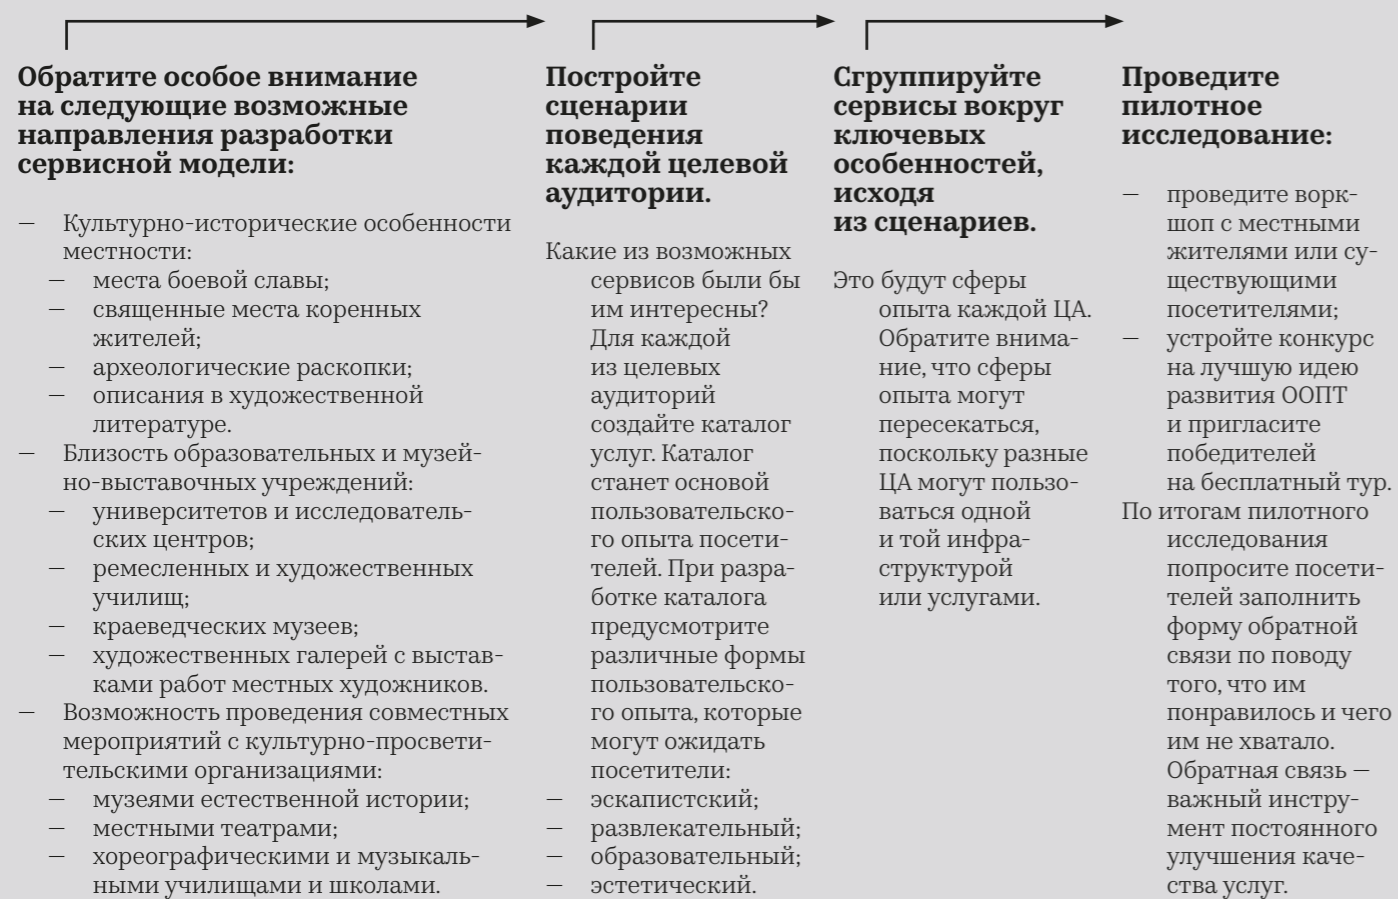 Обратите особое внимание
на следующие возможные
направления разработки
сервисной модели:
— Культурно-исторические особенности
местности:
— места боевой славы;
— священные места коренных
жителей;
— археологические раскопки;
— описания в художественной
литературе.
— Близость образовательных и музей-
но-выставочных учреждений:
— университетов и исследователь-
ских центров;
— ремесленных и художественных
училищ;
— краеведческих музеев;
— художественных галерей с выстав-
ками работ местных художников.
— Возможность проведения совместных
мероприятий с культурно-просвети-
тельскими организациями:
— музеями естественной истории;
— местными театрами;
— хореографическими и музыкаль-
ными училищами и школами.
Постройте
сценарии
поведения
каждой целевой
аудитории.
Какие из возможных
сервисов были бы
им интересны?
Для каждой
из целевых
аудиторий
создайте каталог
услуг. Каталог
станет основой
пользовательско-
го опыта посети-
телей. При разра-
ботке каталога
предусмотрите
различные формы
пользовательско-
го опыта, которые
могут ожидать
посетители:
— эскапистский;
— развлекательный;
— образовательный;
— эстетический.
Сгруппируйте
сервисы вокруг
ключевых
особенностей,
исходя
из сценариев.
Это будут сферы
опыта каждой ЦА.
Обратите внима-
ние, что сферы
опыта могут
пересекаться,
поскольку разные
ЦА могут пользо-
ваться одной
и той инфра-
структурой
или услугами.
Проведите
пилотное
исследование:
— проведите ворк-
шоп с местными
жителями или су-
ществующими
посетителями;
— устройте конкурс
на лучшую идею
развития ООПТ
и пригласите
победителей
на бесплатный тур.
По итогам пилотного
исследования
попросите посети-
телей заполнить
форму обратной
связи по поводу
того, что им
понравилось и чего
им не хватало.
Обратная связь —
важный инстру-
мент постоянного
улучшения каче-
ства услуг.